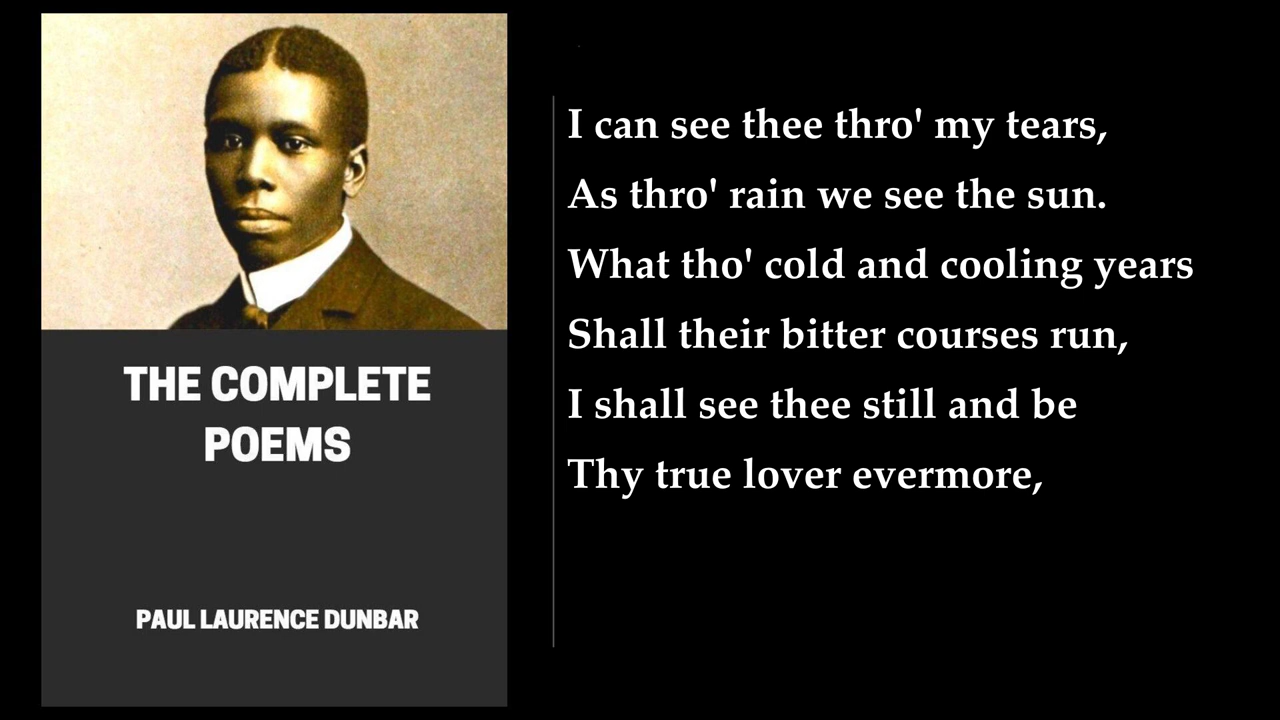 THE COMPLETE
POEMS
PAUL LAURENCE DUNBAR
I can see thee thro' my tears,
As thro' rain we see the sun.
What tho' cold and cooling years
Shall their bitter courses run,
I shall see thee still and be
Thy true lover evermore,